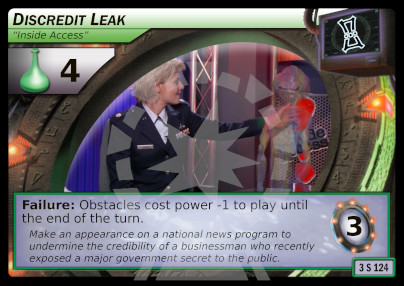 DISCREDIT LEAK
"Inside Access"
4
Failure: Obstacles cost power -1 to play until
the end of the turn.
Make an appearance on a national news program to
undermine the credibility of a businessman who recently
exposed a major government secret to the public.
3
3 S 124